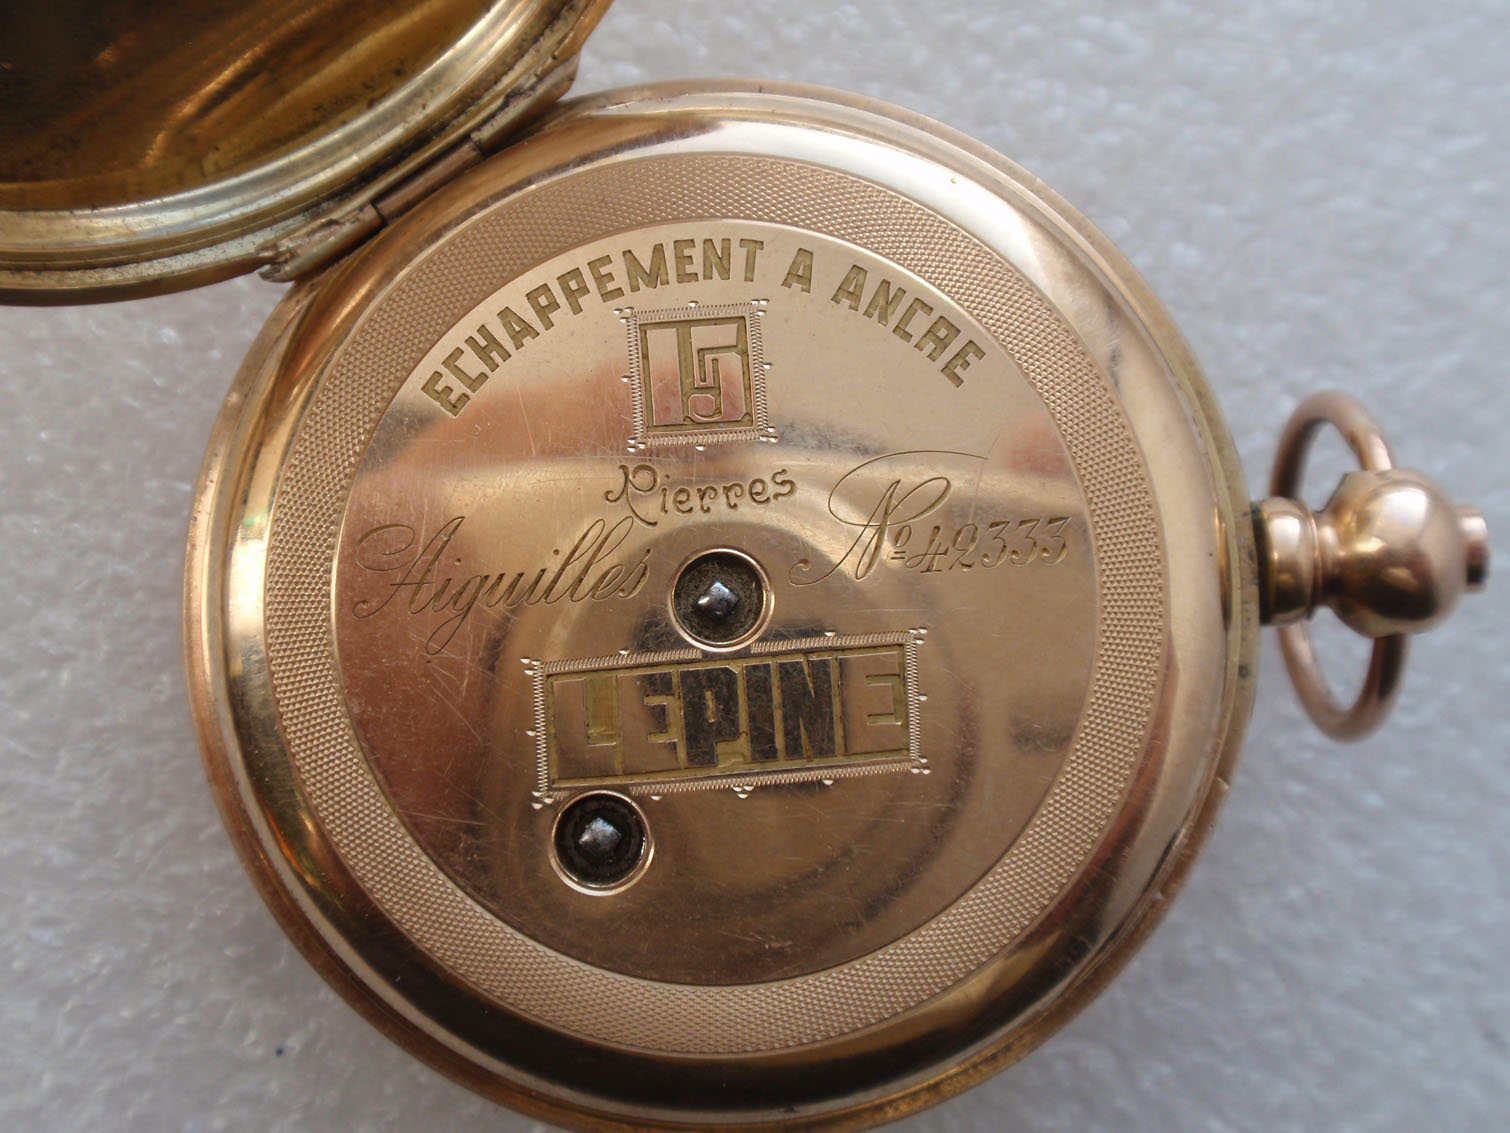 ECHAPPEMENT A ANCRE
15
Pierres
Aiguilles
Nº 42333
LEPINE